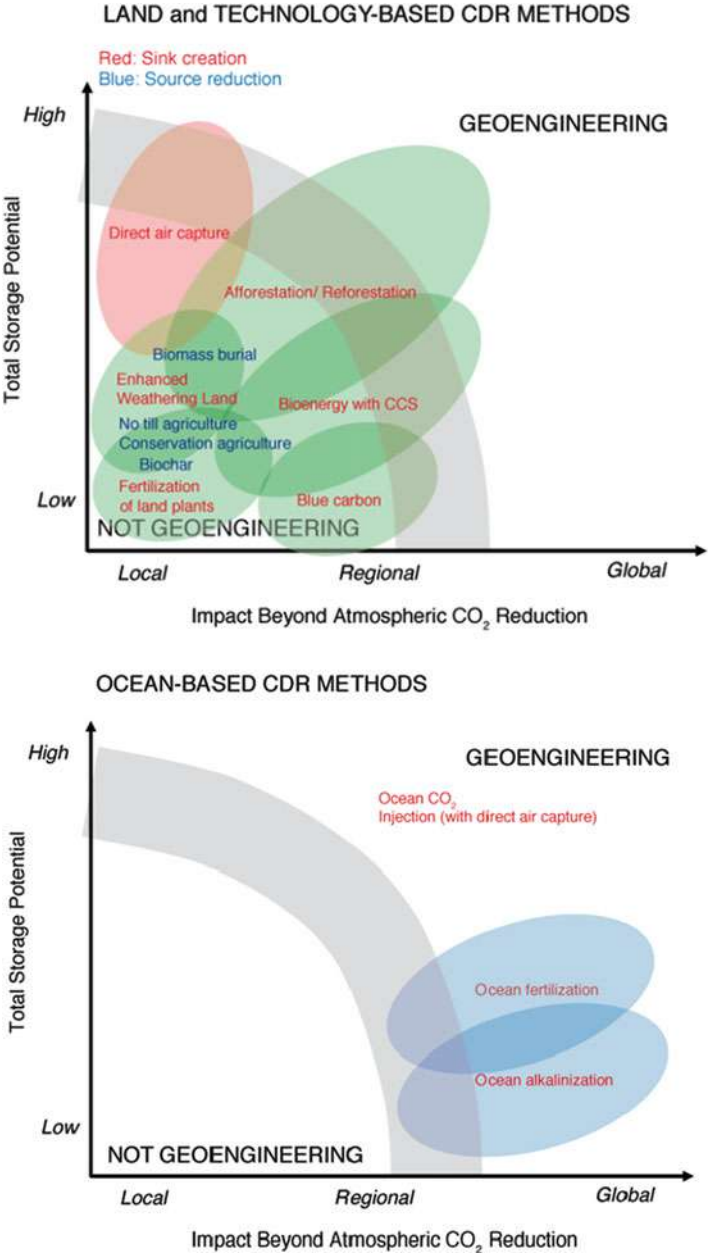 LAND and TECHNOLOGY-BASED CDR METHODS
Red: Sink creation
Blue: Source reduction
High
GEOENGINEERING
Total Storage Potential
Direct air capture
Afforestation/ Reforestation
Biomass burial
Enhanced
Weathering Land
Bioenergy with CCS
No till agriculture
Conservation agriculture
Biochar
Fertilization
of land plants
Blue carbon
Low
NOT GEOENGINEERING
Local
Regional
Global
Impact Beyond Atmospheric CO₂ Reduction
OCEAN-BASED CDR METHODS
High
GEOENGINEERING
Total Storage Potential
Ocean CO₂
Injection (with direct air capture)
Ocean fertilization
Ocean alkalinization
Low
NOT GEOENGINEERING
Local
Regional
Global
Impact Beyond Atmospheric CO₂ Reduction